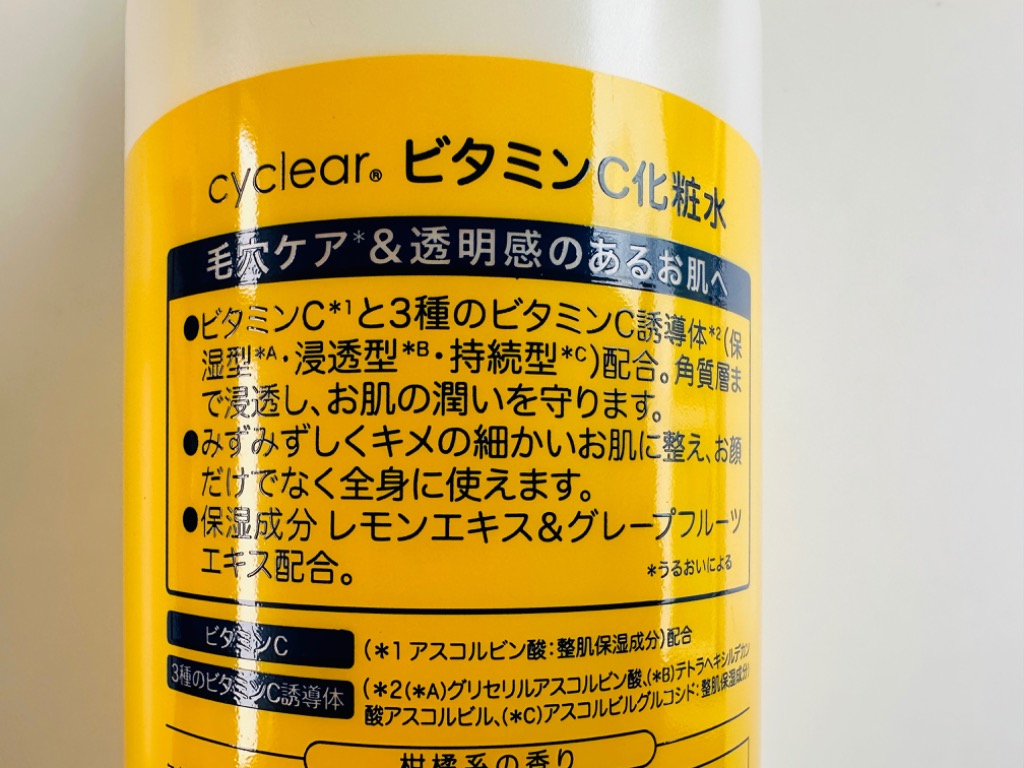 cyclear® ビタミンC化粧水
毛穴ケア*&透明感のあるお肌へ
●ビタミンC*1と3種のビタミンC誘導体*2(保
湿型*A・浸透型*B・持続型*C)配合。角質層ま
で浸透し、お肌の潤いを守ります。
●みずみずしくキメの細かいお肌に整え、お顔
だけでなく全身に使えます。
●保湿成分 レモンエキス&グレープフルーツ
エキス配合。
*うるおいによる
ビタミンC
(*1 アスコルビン酸:整肌保湿成分)配合
3種のビタミンC誘導体
(*2(*A)グリセリルアスコルビン酸、(*B)テトラヘキシルデカン
酸アスコルビル、(*C)アスコルビルグルコシド:整肌保湿成分)
柑橘系の香り